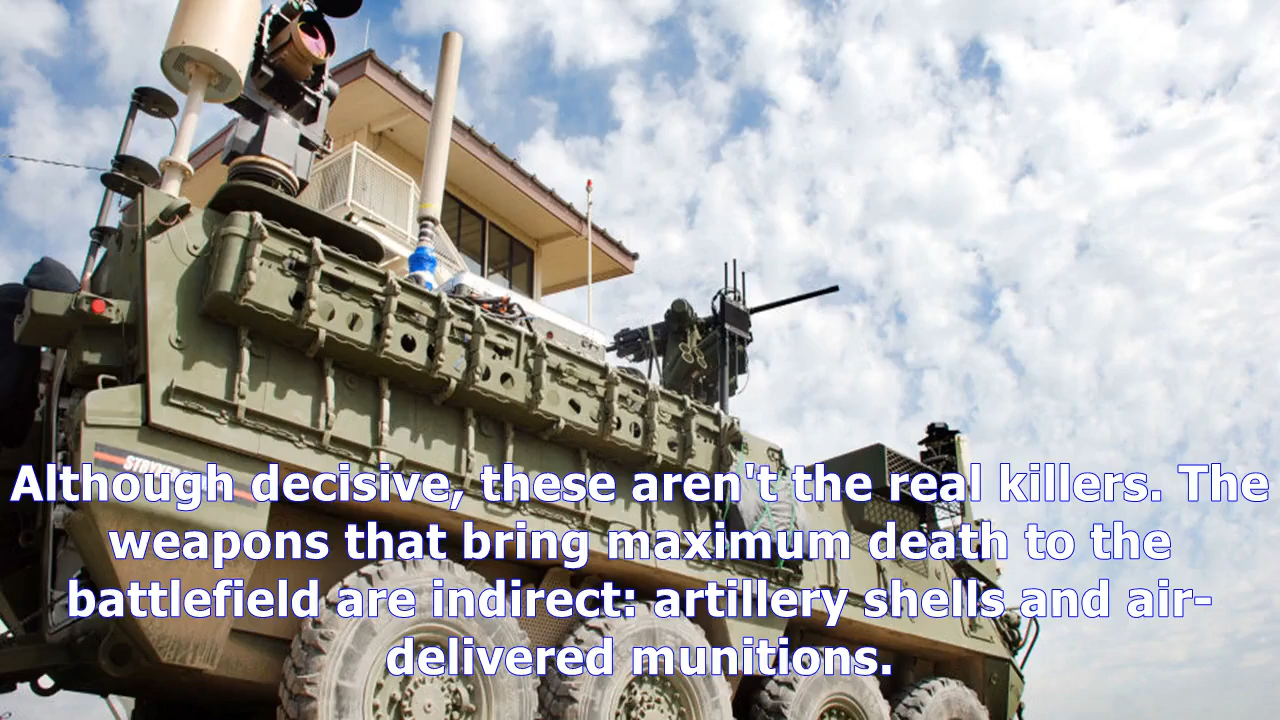 Although decisive, these aren't the real killers. The
weapons that bring maximum death to the
battlefield are indirect: artillery shells and air-
delivered munitions.